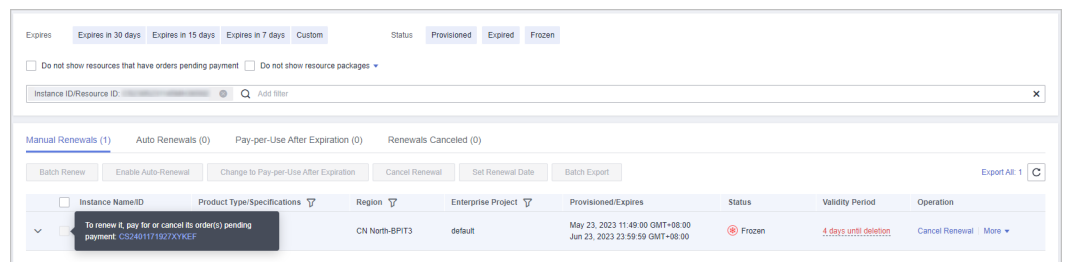 Expires Expires in 30 days Expires in 15 days Expires in 7 days Custom Status Provisioned Expired Frozen
Do not show resources that have orders pending payment Do not show resource packages
Instance ID/Resource ID: Add filter
Manual Renewals (1) Auto Renewals (0) Pay-per-Use After Expiration (0) Renewals Canceled (0)
Batch Renew Enable Auto-Renewal Change to Pay-per-Use After Expiration Cancel Renewal Set Renewal Date Batch Export Export All: 1
Instance Name/ID Product Type/Specifications Region Enterprise Project Provisioned/Expires Status Validity Period Operation
To renew it, pay for or cancel its order(s) pending
payment: CS2401171927XYKEF
CN North-BPIT3 default
May 23, 2023 11:49:00 GMT+08:00
Jun 23, 2023 23:59:59 GMT+08:00
Frozen 4 days until deletion Cancel Renewal More